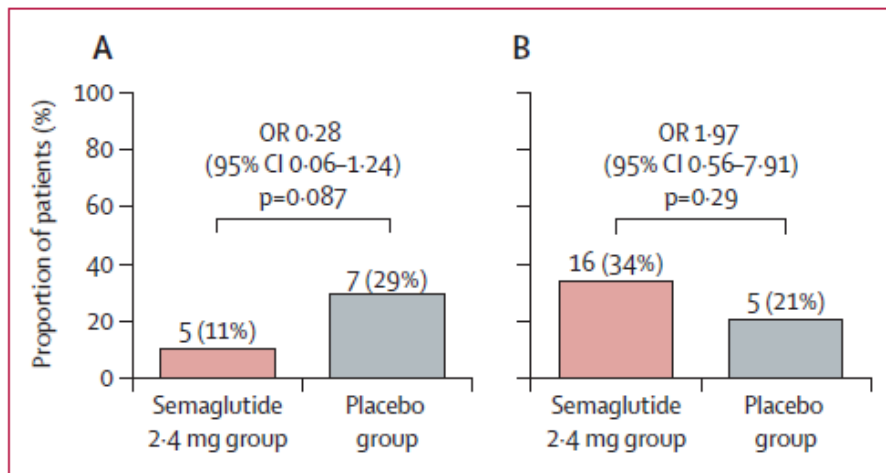 A
B
Proportion of patients (%)
100
80
60
40
20
0
OR 0·28
(95% CI 0·06–1·24)
p=0·087
5 (11%)
7 (29%)
Semaglutide
2·4 mg group
Placebo
group
OR 1·97
(95% CI 0·56–7·91)
p=0·29
16 (34%)
5 (21%)
Semaglutide
2·4 mg group
Placebo
group